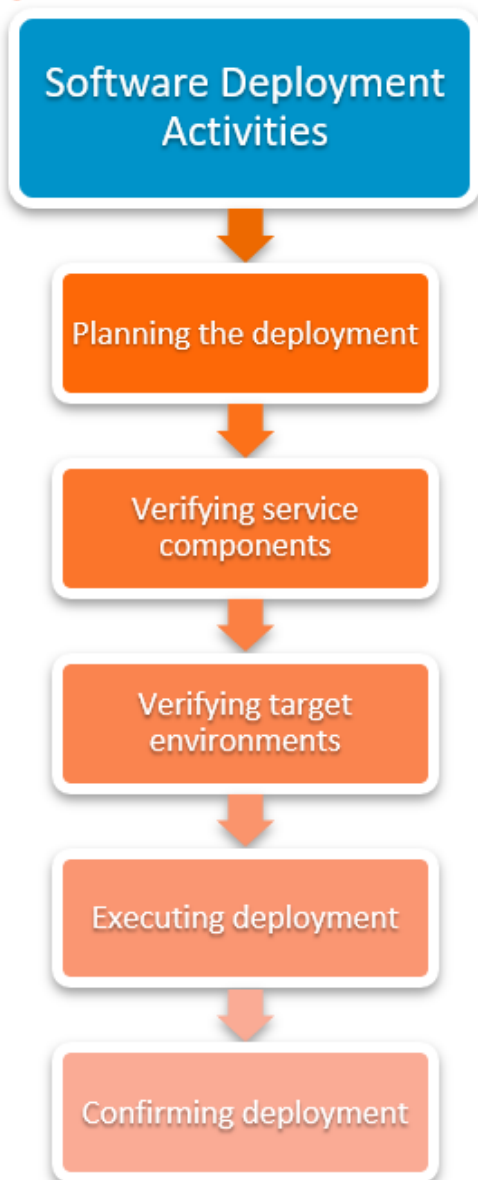 Software Deployment
Activities
Planning the deployment
Verifying service
components
Verifying target
environments
Executing deployment
Confirming deployment